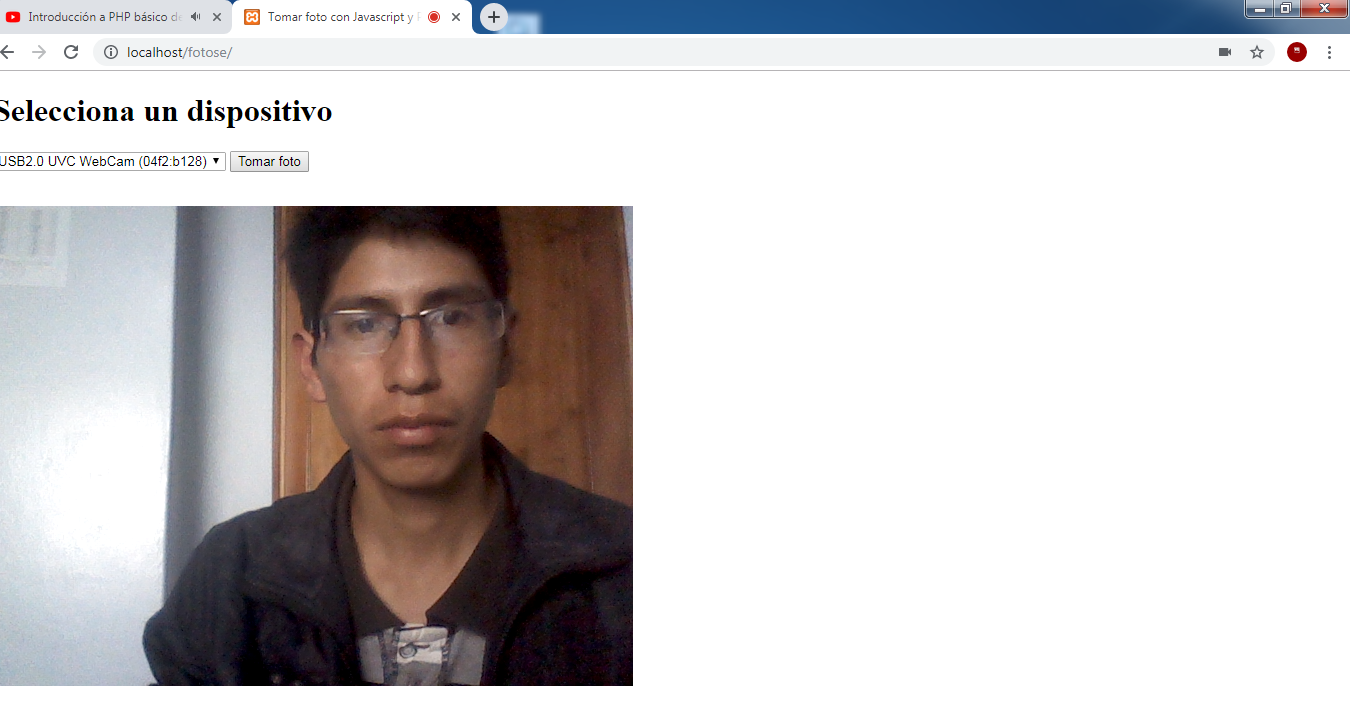 Introducción a PHP básico de
Tomar foto con Javascript y P
localhost/fotose/
Selecciona un dispositivo
USB2.0 UVC WebCam (04f2:b128)
Tomar foto